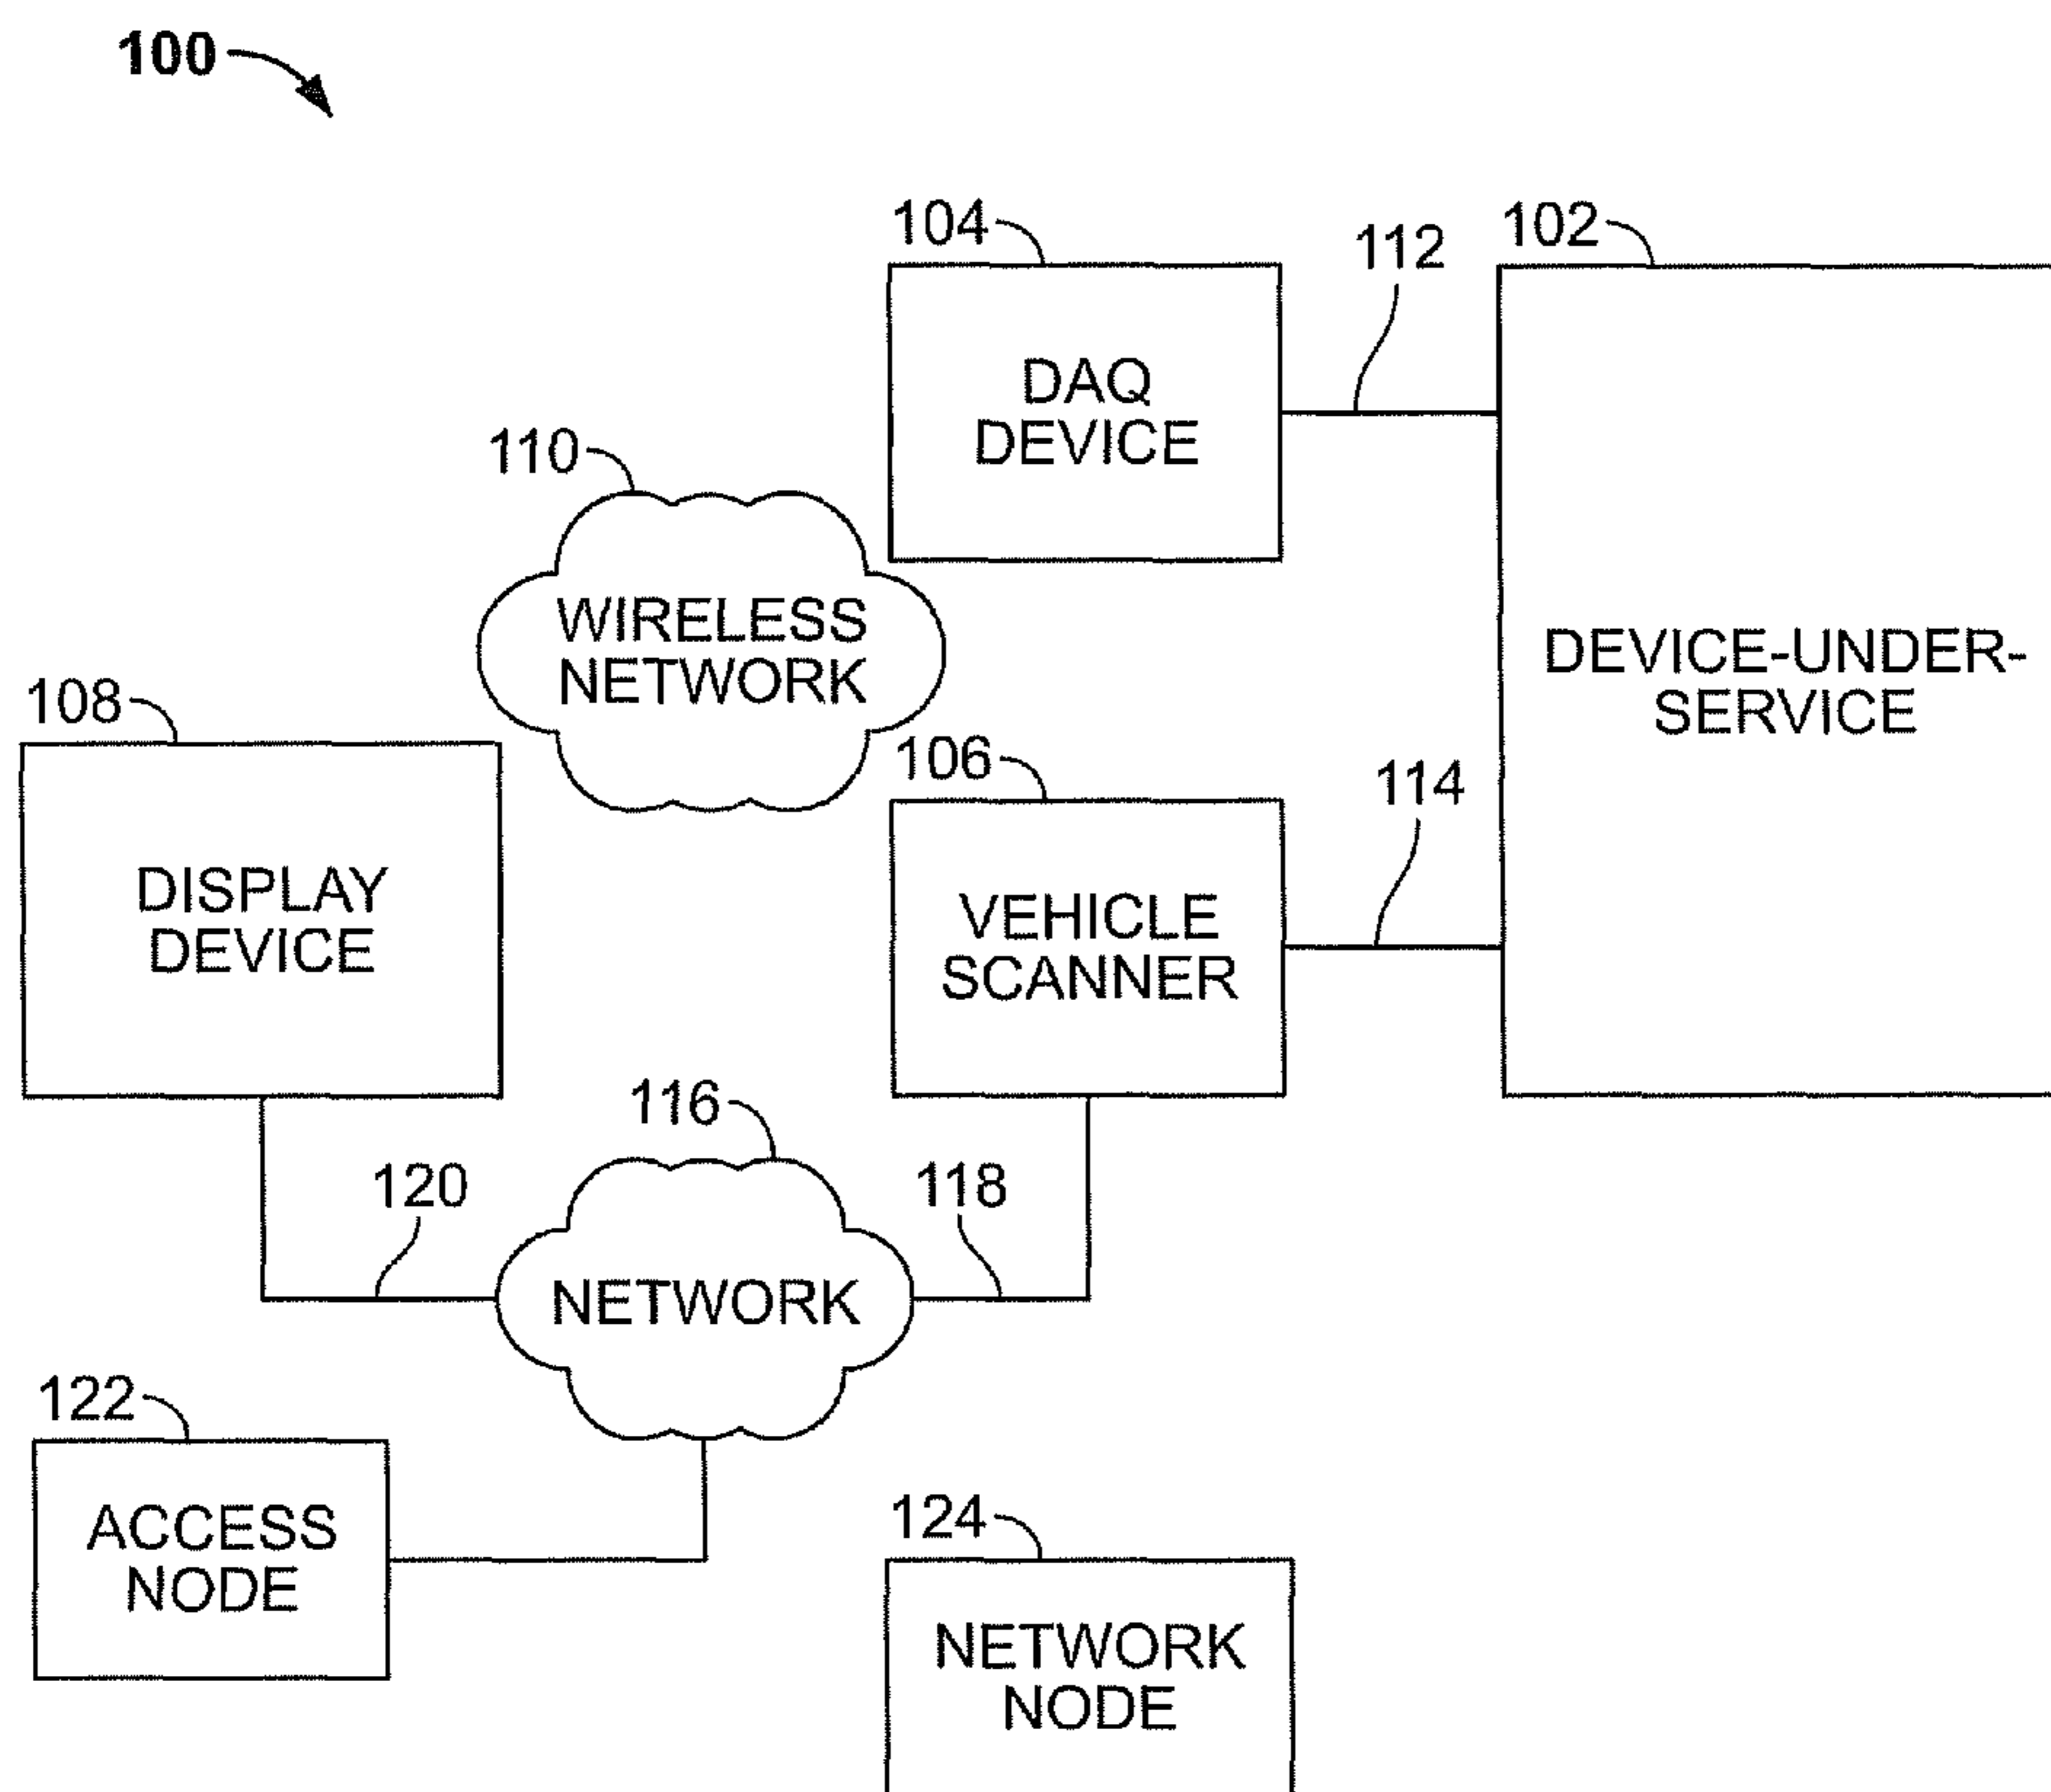 100
104
112
102
DAQ
DEVICE
110
WIRELESS
NETWORK
DEVICE-UNDER-
SERVICE
108
106
114
DISPLAY
DEVICE
VEHICLE
SCANNER
116
120
118
NETWORK
122
ACCESS
NODE
124
NETWORK
NODE